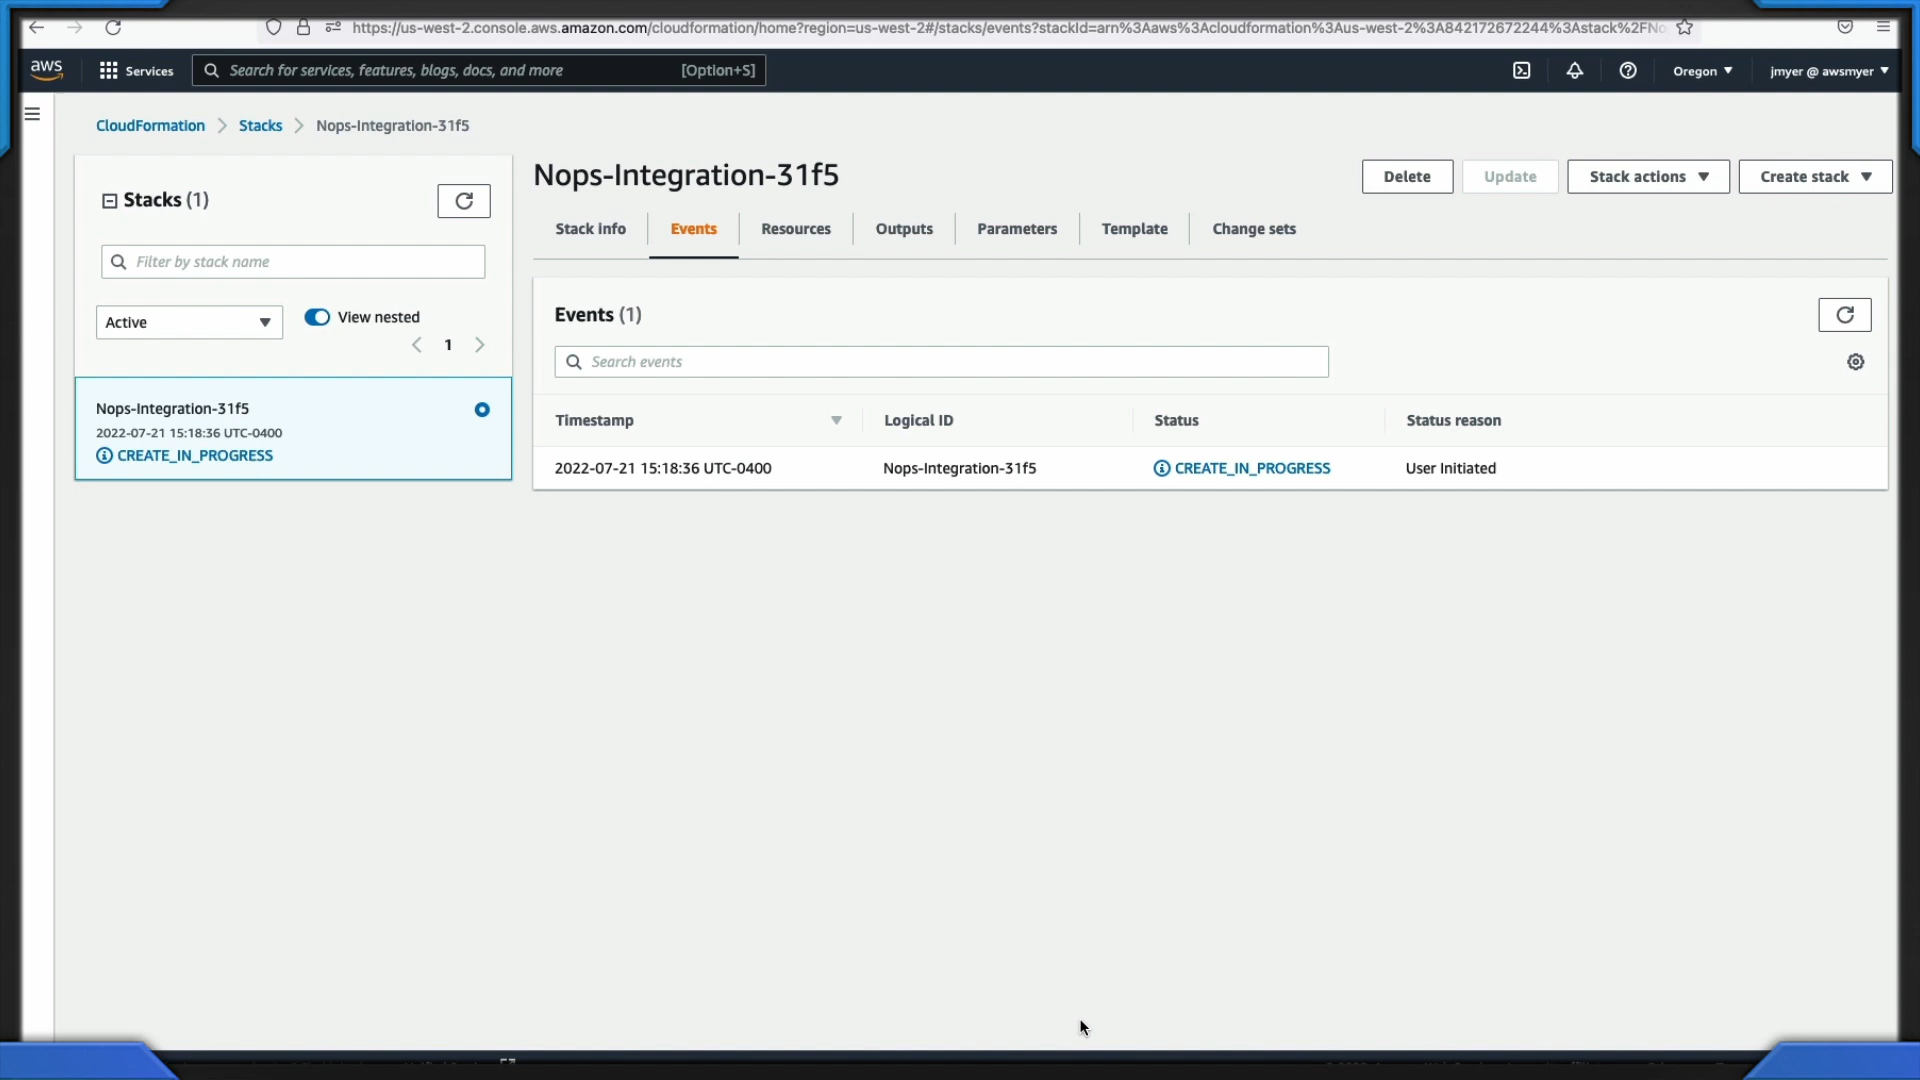 https://us-west-2.console.aws.amazon.com/cloudformation/home?region=us-west-2#/stacks/events?stackId=arn%3Aaws%3Acloudformation%3Aus-west-2%3A842172672244%3Astack%2FNo
aws Services Search for services, features, blogs, docs, and more [Option+S] Oregon jmyer @ awsmyer
CloudFormation Stacks Nops-Integration-31f5
Stacks (1)
Filter by stack name
Active View nested
1
Nops-Integration-31f5
2022-07-21 15:18:36 UTC-0400
CREATE_IN_PROGRESS
Nops-Integration-31f5 Delete Update Stack actions Create stack
Stack info Events Resources Outputs Parameters Template Change sets
Events (1)
Search events
Timestamp Logical ID Status Status reason
2022-07-21 15:18:36 UTC-0400 Nops-Integration-31f5 CREATE_IN_PROGRESS User Initiated